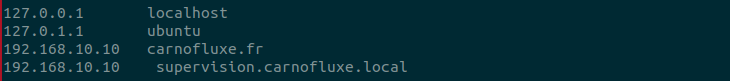 127.0.0.1 localhost
127.0.1.1 ubuntu
192.168.10.10 carnofluxe.fr
192.168.10.10 supervision.carnofluxe.local